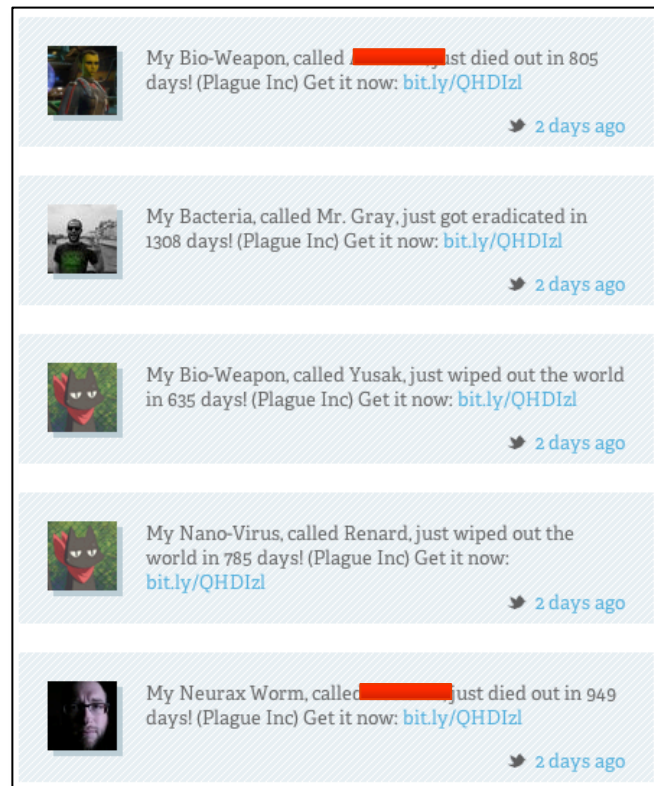 My Bio-Weapon, called just died out in 805
days! (Plague Inc) Get it now: bit.ly/QHDIzl
2 days ago
My Bacteria, called Mr. Gray, just got eradicated in
1308 days! (Plague Inc) Get it now: bit.ly/QHDIzl
2 days ago
My Bio-Weapon, called Yusak, just wiped out the world
in 635 days! (Plague Inc) Get it now: bit.ly/QHDIzl
2 days ago
My Nano-Virus, called Renard, just wiped out the
world in 785 days! (Plague Inc) Get it now:
bit.ly/QHDIzl
2 days ago
My Neurax Worm, called just died out in 949
days! (Plague Inc) Get it now: bit.ly/QHDIzl
2 days ago